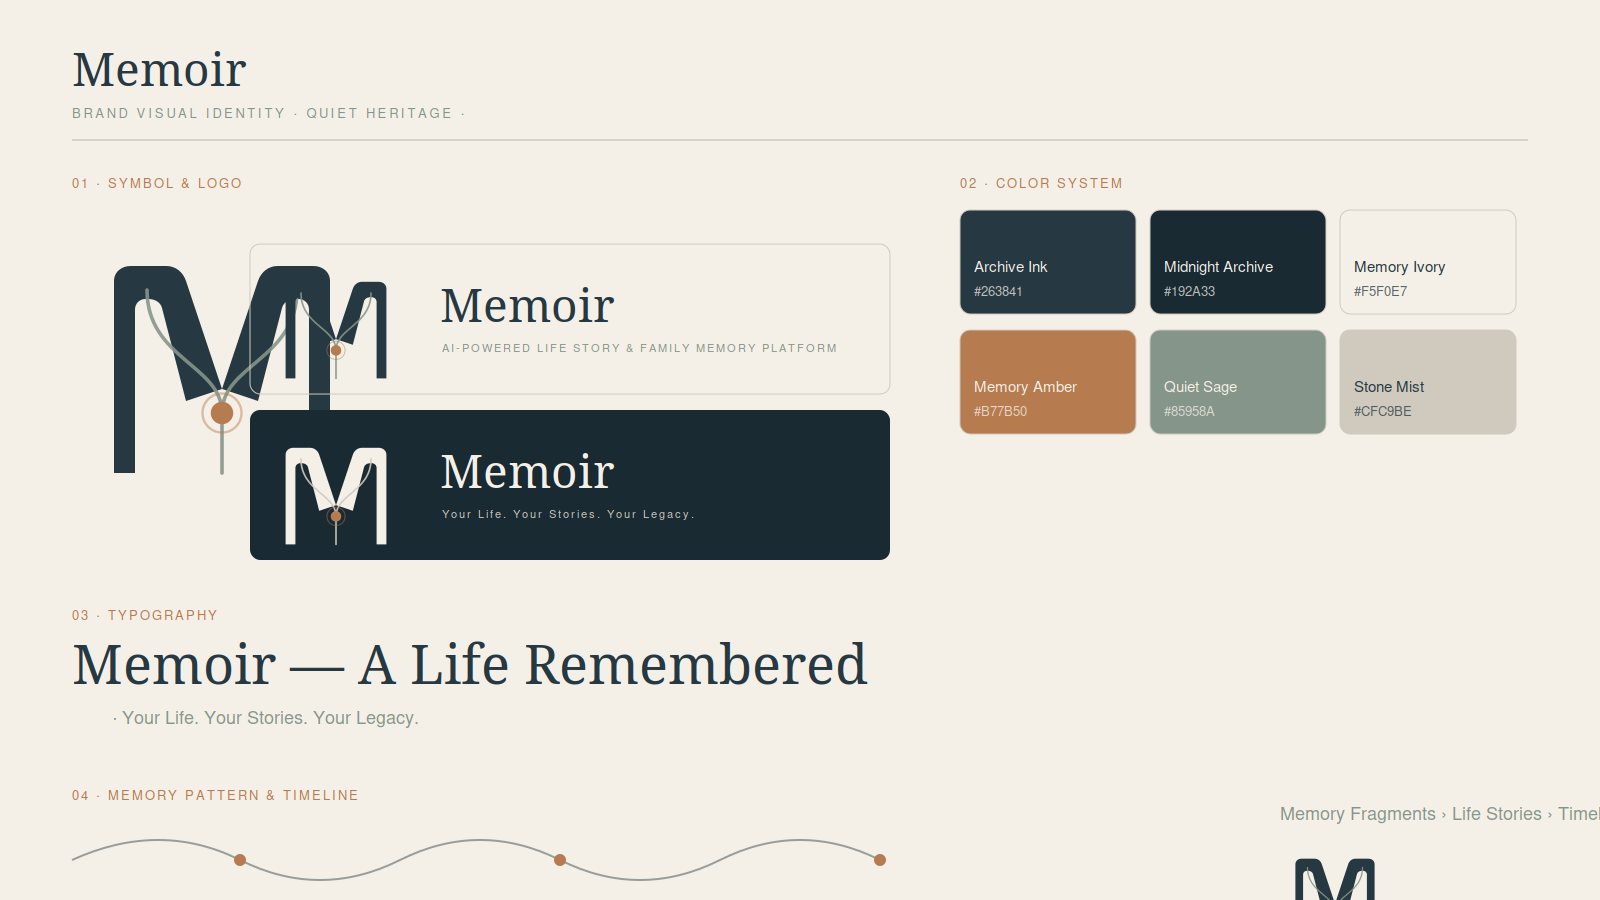 Memoir
BRAND VISUAL IDENTITY · QUIET HERITAGE ·
01 · SYMBOL & LOGO
Memoir
AI-POWERED LIFE STORY & FAMILY MEMORY PLATFORM
Memoir
Your Life. Your Stories. Your Legacy.
02 · COLOR SYSTEM
Archive Ink
#263841
Midnight Archive
#192A33
Memory Ivory
#F5F0E7
Memory Amber
#B77B50
Quiet Sage
#85958A
Stone Mist
#CFC9BE
03 · TYPOGRAPHY
Memoir — A Life Remembered
· Your Life. Your Stories. Your Legacy.
04 · MEMORY PATTERN & TIMELINE
Memory Fragments › Life Stories ›